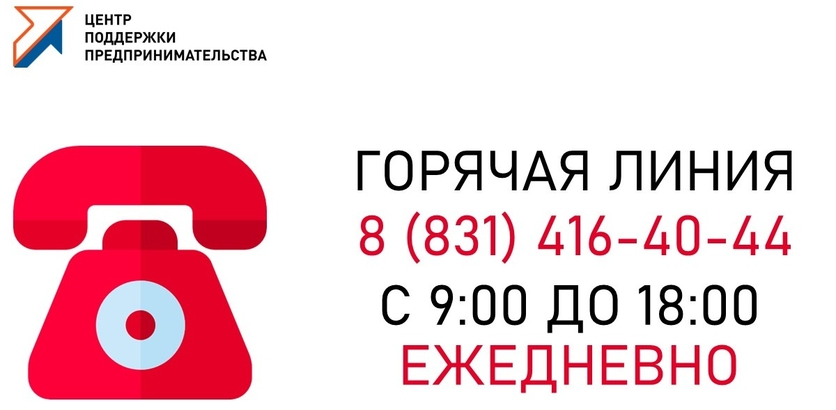 ЦЕНТР
ПОДДЕРЖКИ
ПРЕДПРИНИМАТЕЛЬСТВА
ГОРЯЧАЯ ЛИНИЯ
8 (831) 416-40-44
С 9:00 ДО 18:00
ЕЖЕДНЕВНО